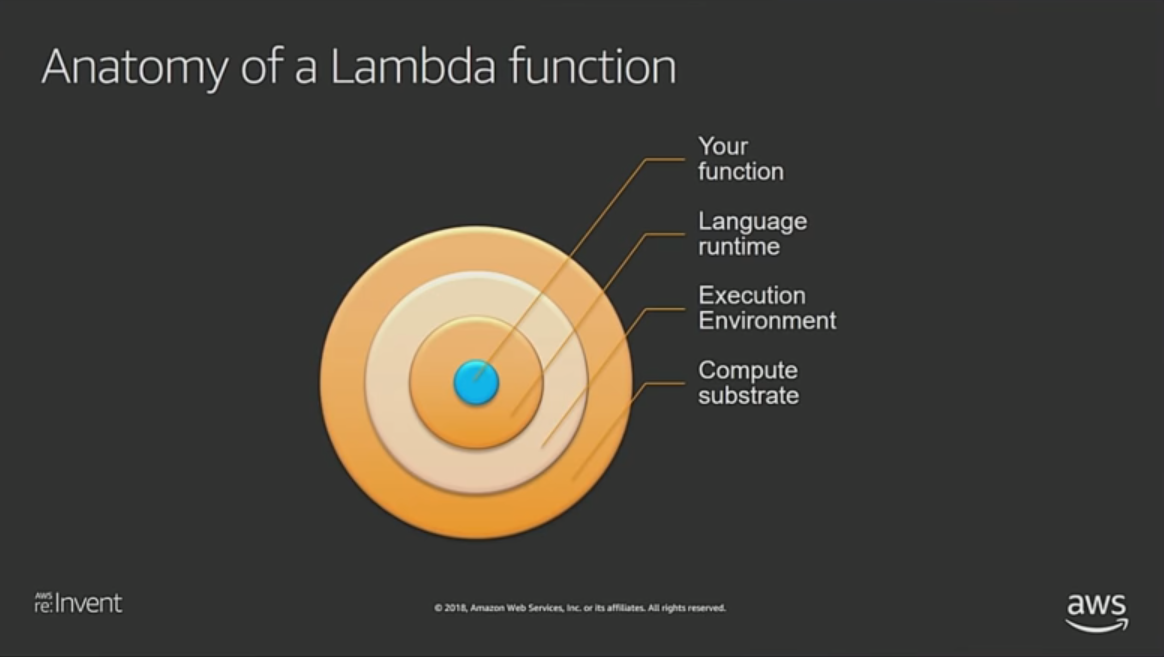 Anatomy of a Lambda function
Your
function
Language
runtime
Execution
Environment
Compute
substrate
AWS
re:Invent
© 2018, Amazon Web Services, Inc. or its affiliates. All rights reserved.
aws